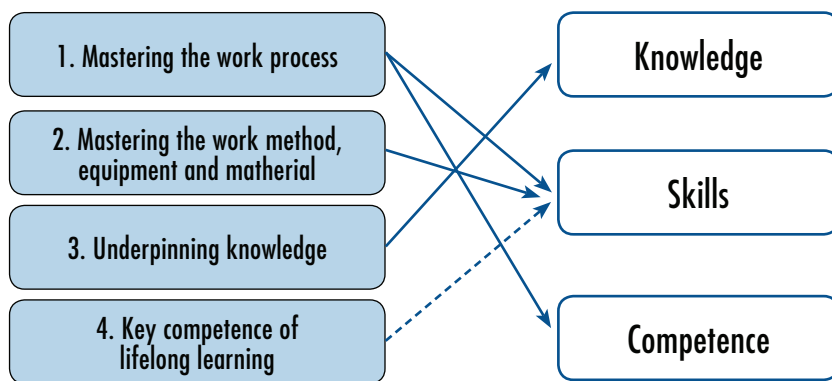 1. Mastering the work process
2. Mastering the work method,
equipment and matherial
3. Underpinning knowledge
4. Key competence of
lifelong learning
Knowledge
Skills
Competence